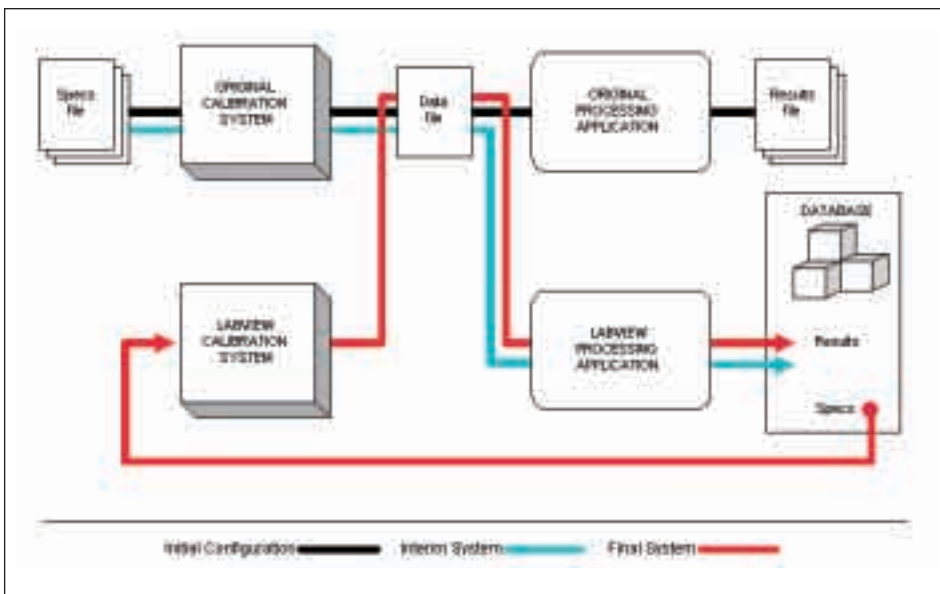 Specs
file
ORIGINAL
CALIBRATION
SYSTEM
Data
file
ORIGINAL
PROCESSING
APPLICATION
Results
file
DATABASE
LABVIEW
CALIBRATION
SYSTEM
LABVIEW
PROCESSING
APPLICATION
Results
Specs
Initial Configuration
Interim System
Final System